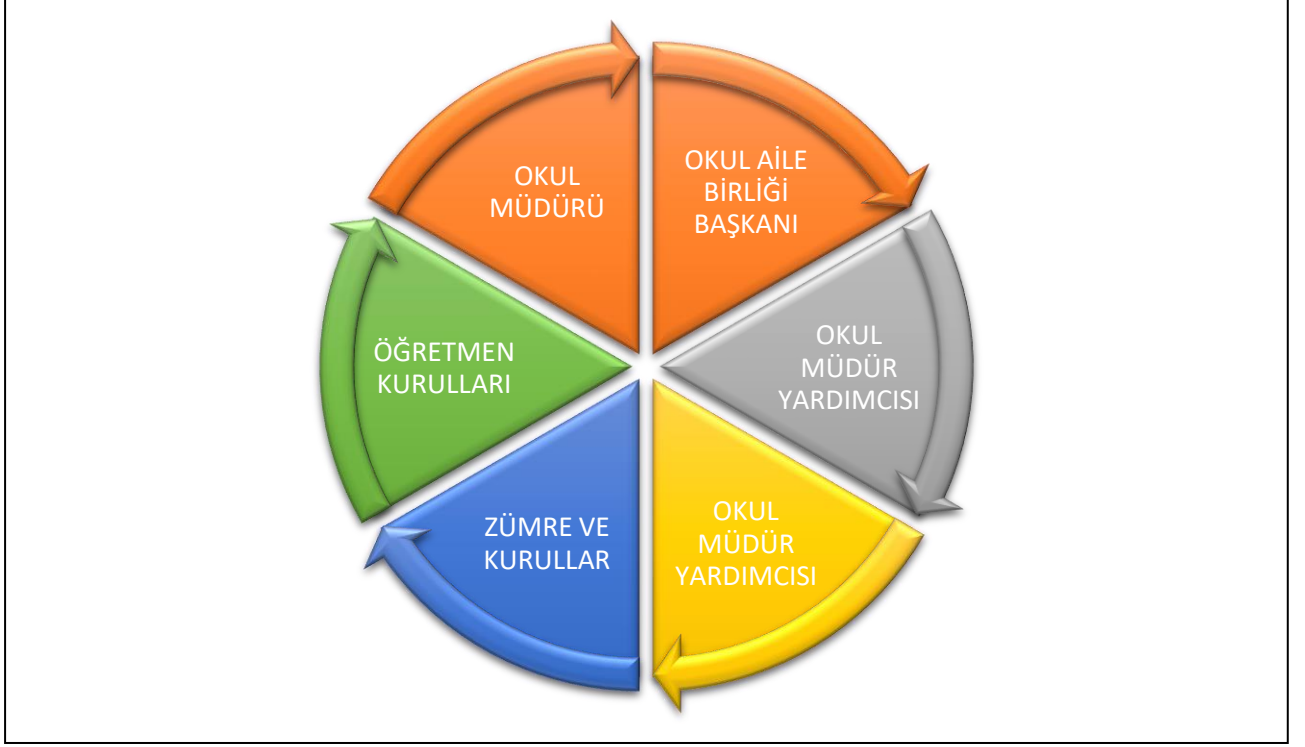 OKUL
MÜDÜRÜ
OKUL AİLE
BİRLİĞİ
BAŞKANI
OKUL
MÜDÜR
YARDIMCISI
OKUL
MÜDÜR
YARDIMCISI
ZÜMRE VE
KURULLAR
ÖĞRETMEN
KURULLARI